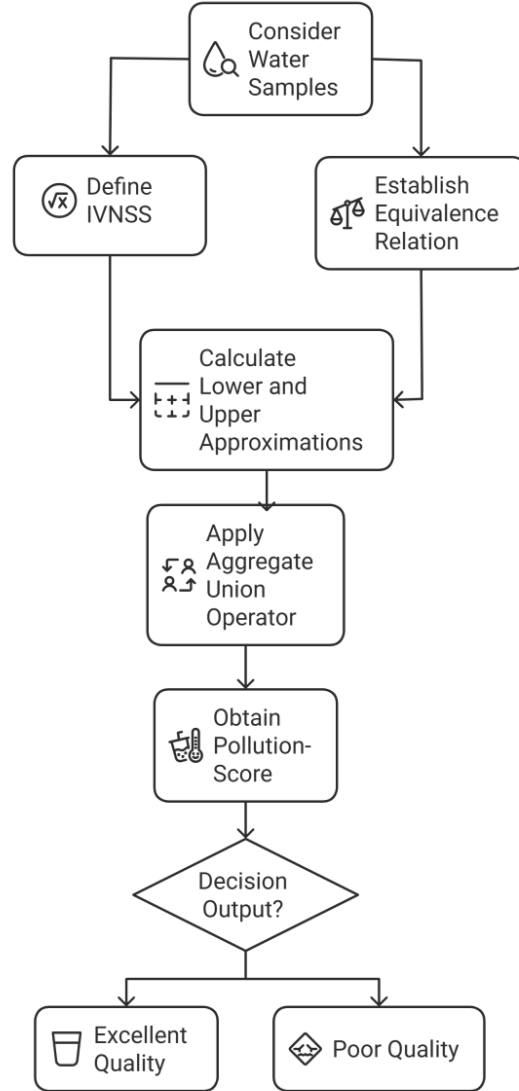 Consider
Water
Samples
Define
IVNSS
Establish
Equivalence
Relation
Calculate
Lower and
Upper
Approximations
Apply
Aggregate
Union
Operator
Obtain
Pollution-
Score
Decision
Output?
Excellent
Quality
Poor Quality